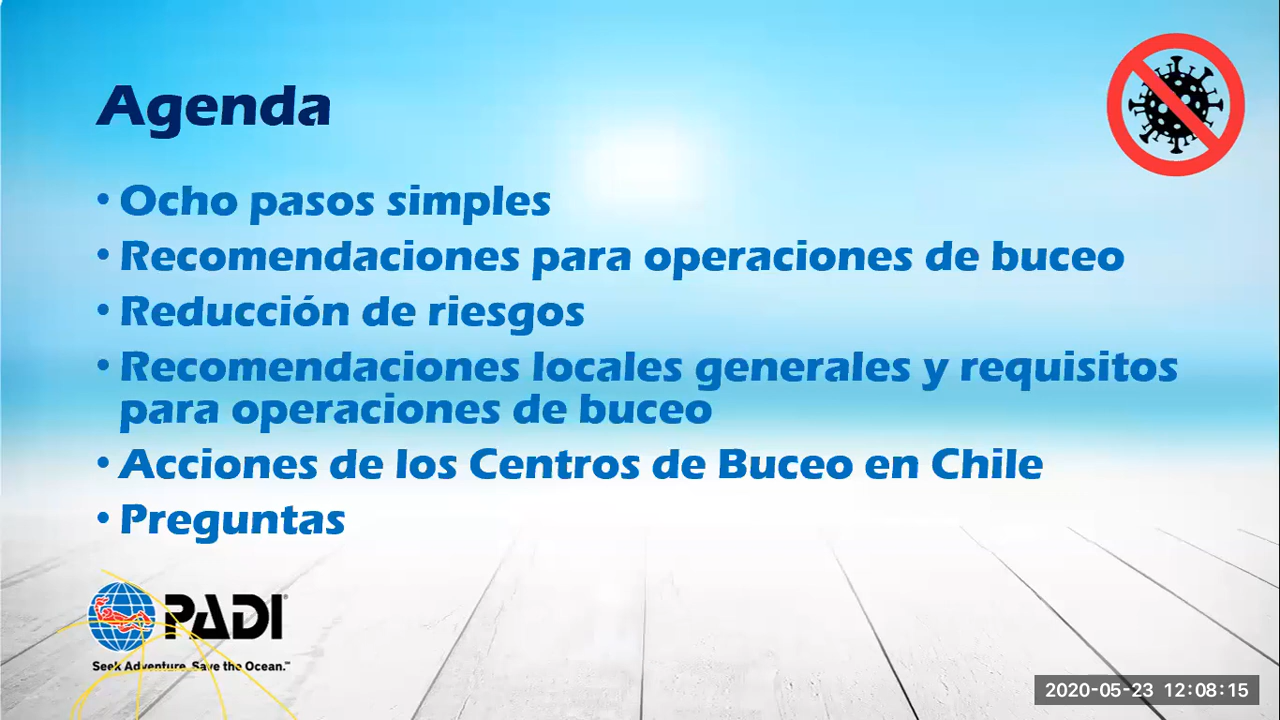 Agenda
• Ocho pasos simples
• Recomendaciones para operaciones de buceo
• Reducción de riesgos
• Recomendaciones locales generales y requisitos
para operaciones de buceo
• Acciones de los Centros de Buceo en Chile
• Preguntas
PADI®
Seek Adventure. Save the Ocean.™
2020-05-23 12:08:15